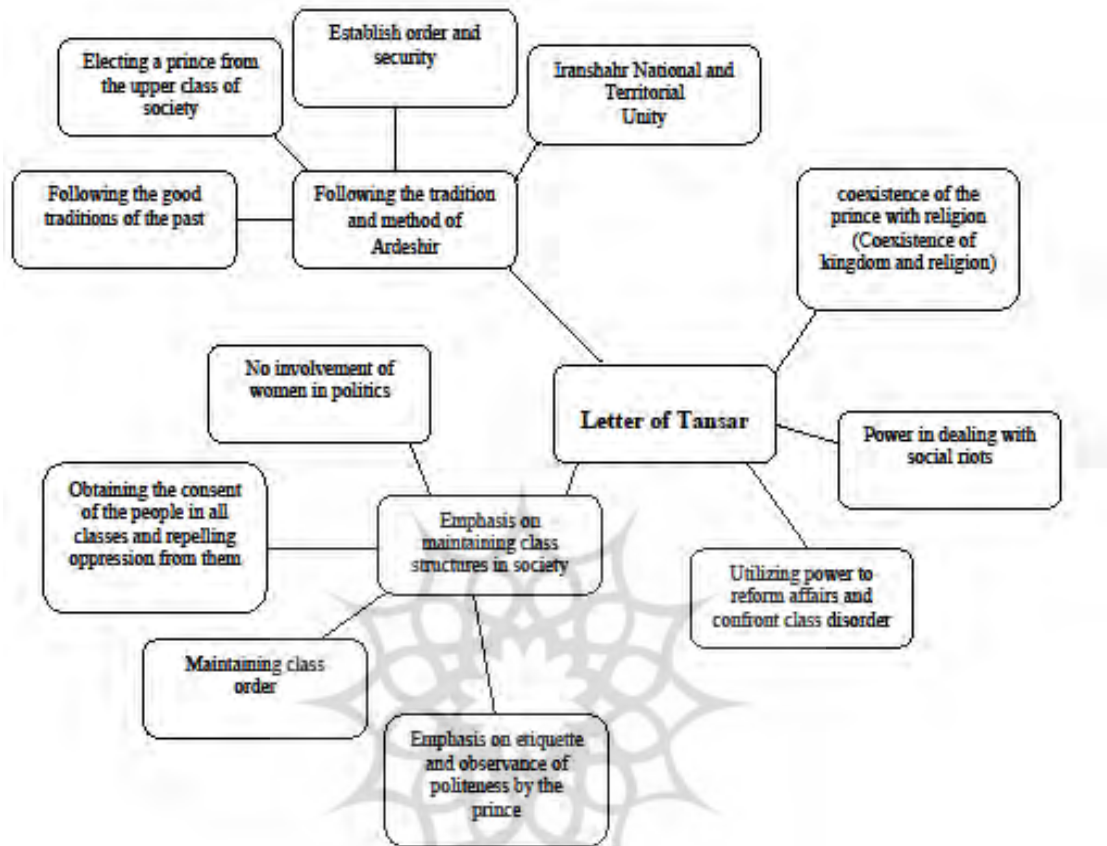 Establish order and
security
Electing a prince from
the upper class of
society
Iranshahr National and
Territorial
Unity
Following the good
traditions of the past
Following the tradition
and method of
Ardeshir
coexistence of the
prince with religion
(Coexistence of
kingdom and religion)
No involvement of
women in politics
Letter of Tansar
Power in dealing with
social riots
Obtaining the consent
of the people in all
classes and repelling
oppression from them
Emphasis on
maintaining class
structures in society
Utilizing power to
reform affairs and
confront class disorder
Maintaining class
order
Emphasis on etiquette
and observance of
politeness by the
prince